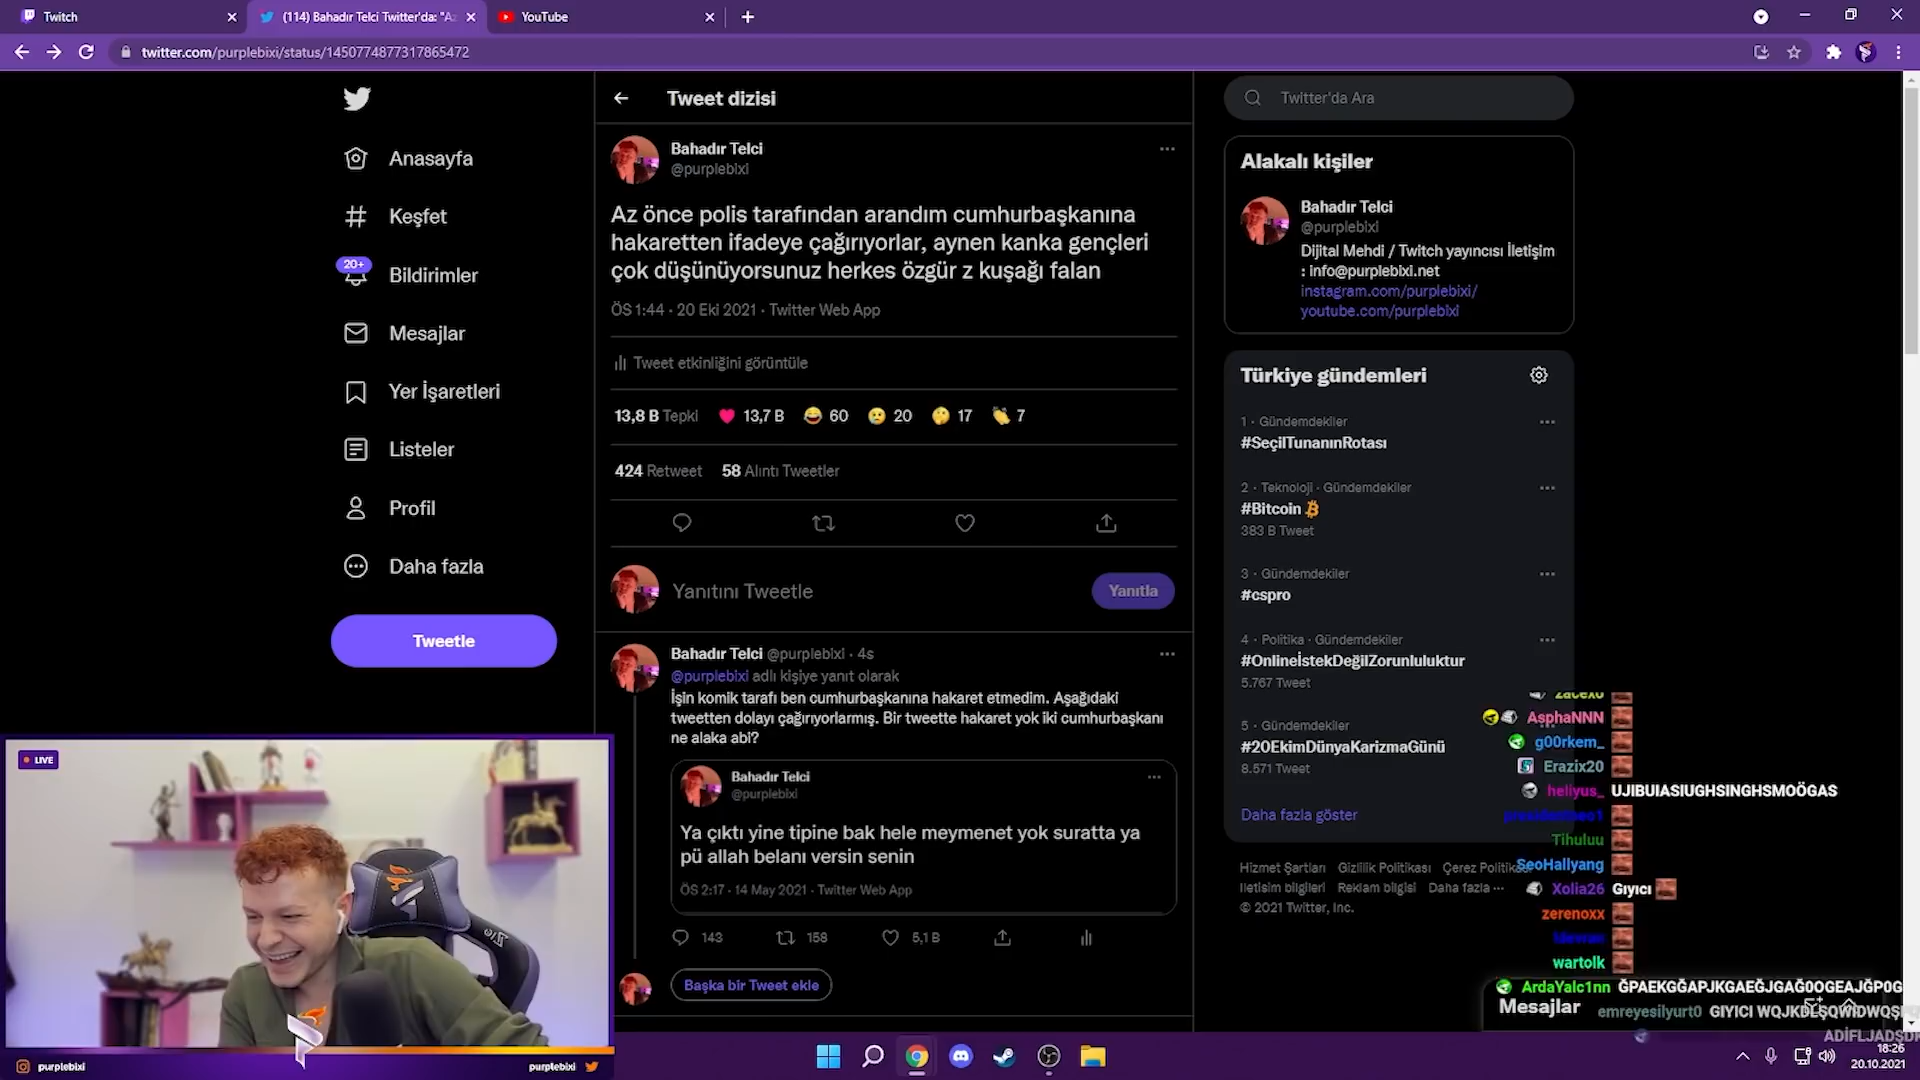 Twitch
(114) Bahadır Telci Twitter'da: "Az
YouTube
twitter.com/purplebixi/status/1450774877317865472
Anasayfa
Keşfet
20+
Bildirimler
Mesajlar
Yer İşaretleri
Listeler
Profil
Daha fazla
Tweetle
Tweet dizisi
Bahadır Telci
@purplebixi
Az önce polis tarafından arandım cumhurbaşkanına
hakaretten ifadeye çağırıyorlar, aynen kanka gençleri
çok düşünüyorsunuz herkes özgür z kuşağı falan
ÖS 1:44 · 20 Eki 2021 · Twitter Web App
Tweet etkinliğini görüntüle
13,8 B Tepki 13,7 B 60 20 17 7
424 Retweet 58 Alıntı Tweetler
Yanıtını Tweetle
Yanıtla
Bahadır Telci @purplebixi · 4s
@purplebixi adlı kişiye yanıt olarak
İşin komik tarafı ben cumhurbaşkanına hakaret etmedim. Aşağıdaki
tweetten dolayı çağırıyorlarmış. Bir tweette hakaret yok iki cumhurbaşkanı
ne alaka abi?
Bahadır Telci
@purplebixi
Ya çıktı yine tipine bak hele meymenet yok suratta ya
pü allah belanı versin senin
ÖS 2:17 · 14 May 2021 · Twitter Web App
143 158 5,1 B
Başka bir Tweet ekle
Twitter'da Ara
Alakalı kişiler
Bahadır Telci
@purplebixi
Dijital Mehdi / Twitch yayıncısı İletişim
: info@purplebixi.net
instagram.com/purplebixi/
youtube.com/purplebixi
Türkiye gündemleri
1 · Gündemdekiler
#SeçilTunanınRotası
2 · Teknoloji · Gündemdekiler
#Bitcoin
383 B Tweet
3 · Gündemdekiler
#cspro
4 · Politika · Gündemdekiler
#OnlineİstekDeğilZorunluluktur
5.767 Tweet
5 · Gündemdekiler
#20EkimDünyaKarizmaGünü
8.571 Tweet
Daha fazla göster
Hizmet Şartları Gizlilik Politikası Çerez
İletişim bilgileri Reklam bilgisi Daha fazla
© 2021 Twitter, Inc.
zacexo
AsphaNNN
g00rkem_
Erazix20
heliyus_ UJIBUIASIUGHSINGHSMOÖGAS
Tihuluu
SeoHallyang
Xolia26 Gıyıcı
zerenoxx
wartolk
ArdaYalc1nn
Mesajlar
emreyesilyurt0 GIYICI
LIVE
purplebixi
purplebixi
18:26
20.10.2021